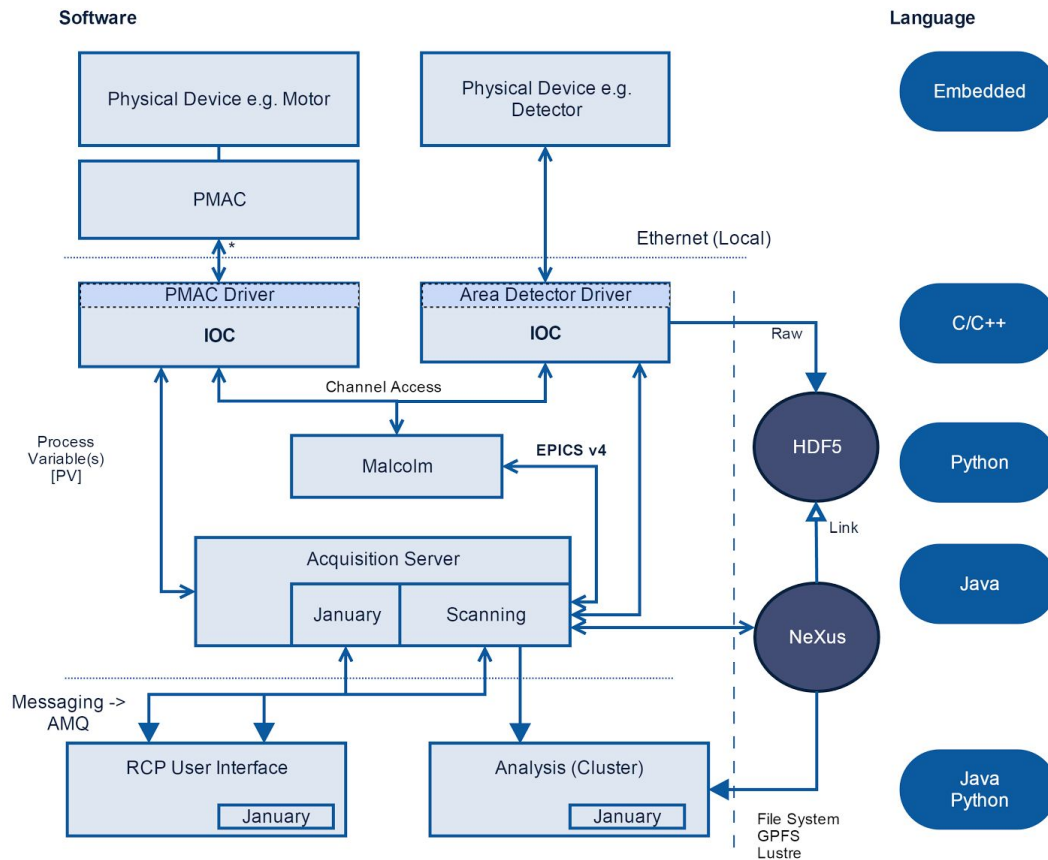 Software
Language
Physical Device e.g. Motor
Physical Device e.g.
Detector
Embedded
PMAC
*
Ethernet (Local)
PMAC Driver
IOC
Area Detector Driver
IOC
C/C++
Raw
Channel Access
Process
Variable(s)
[PV]
Malcolm
EPICS v4
HDF5
Python
Link
Acquisition Server
January
Scanning
Java
NeXus
Messaging ->
AMQ
RCP User Interface
January
Analysis (Cluster)
January
Java
Python
File System
GPFS
Lustre